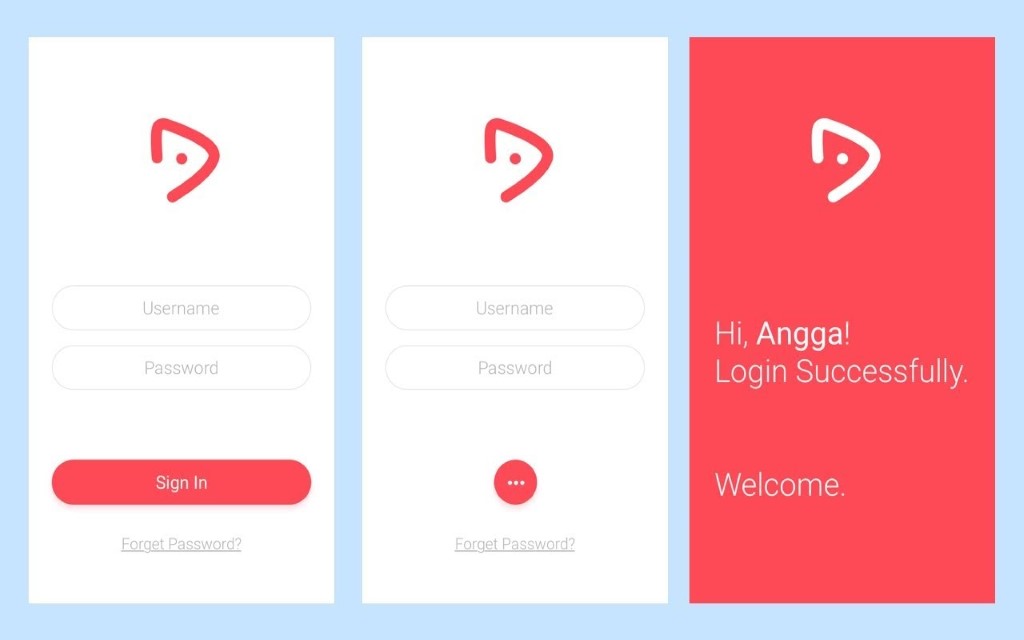 Username
Password
Sign In
Forget Password?
Username
Password
Forget Password?
Hi, Angga!
Login Successfully.
Welcome.